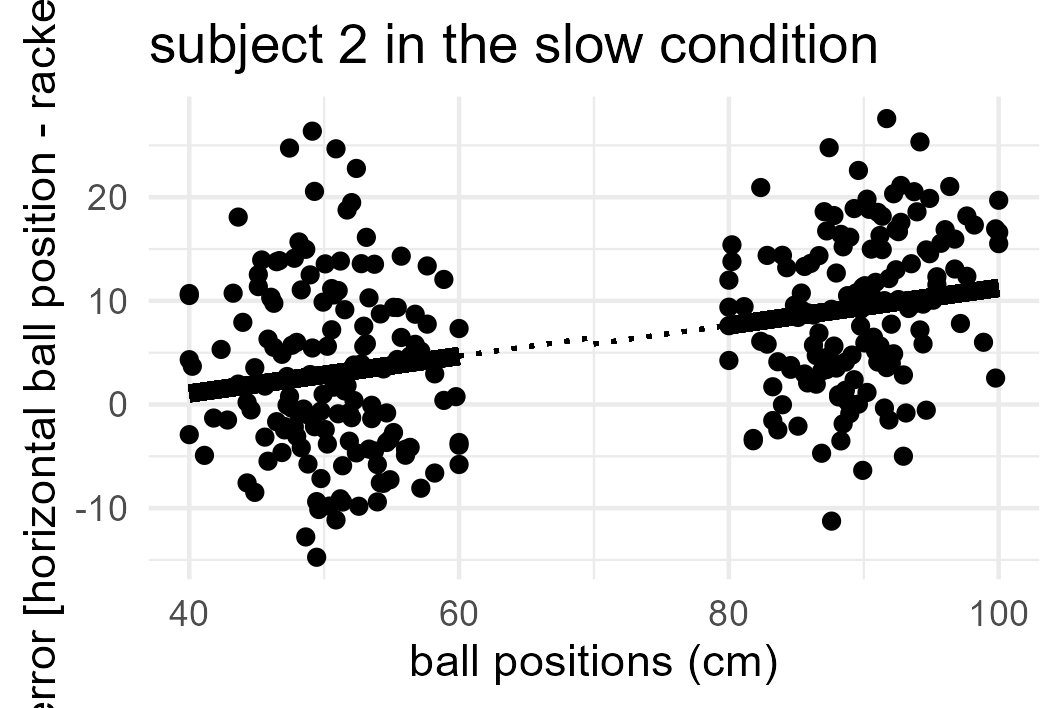 subject 2 in the slow condition
error [horizontal ball position - racke
20
10
0
-10
40 60 80 100
ball positions (cm)